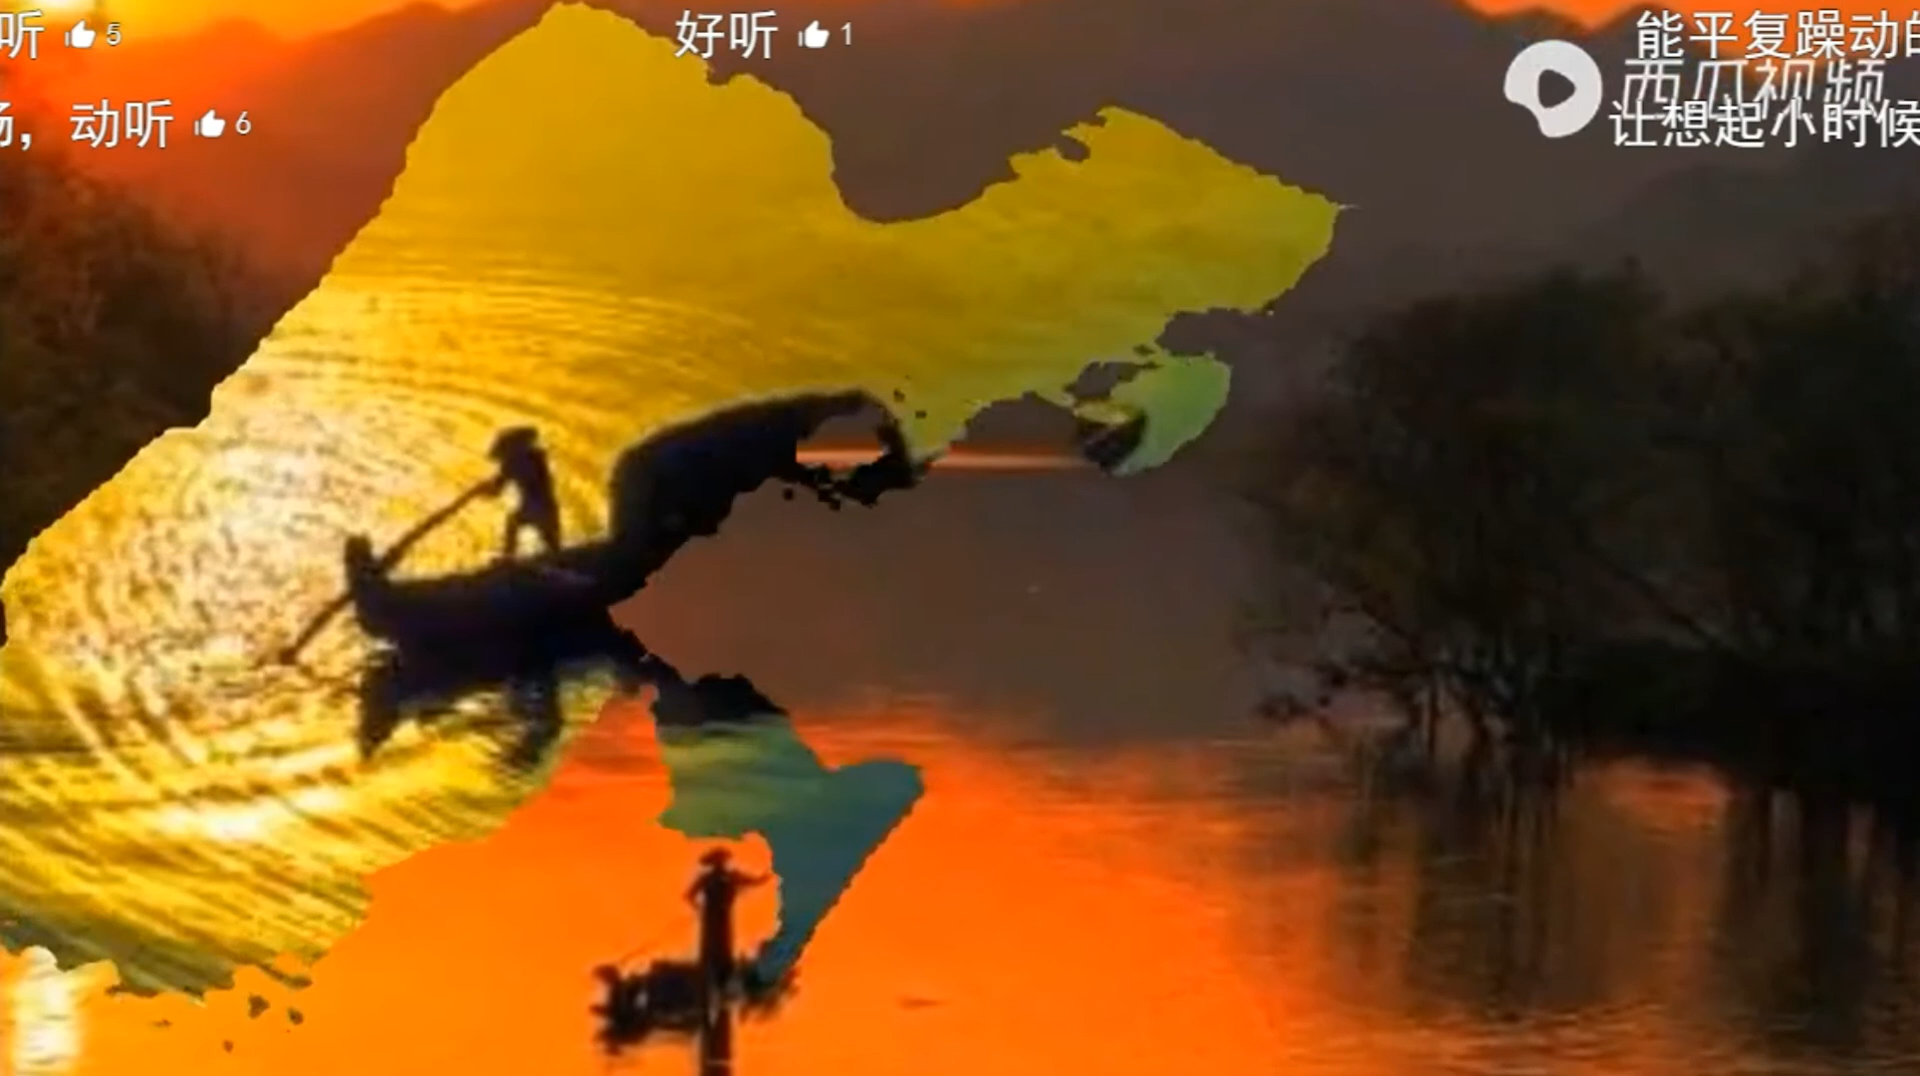 听 5
好听 1
能平复躁动的
西瓜视频
，动听 6
让想起小时候